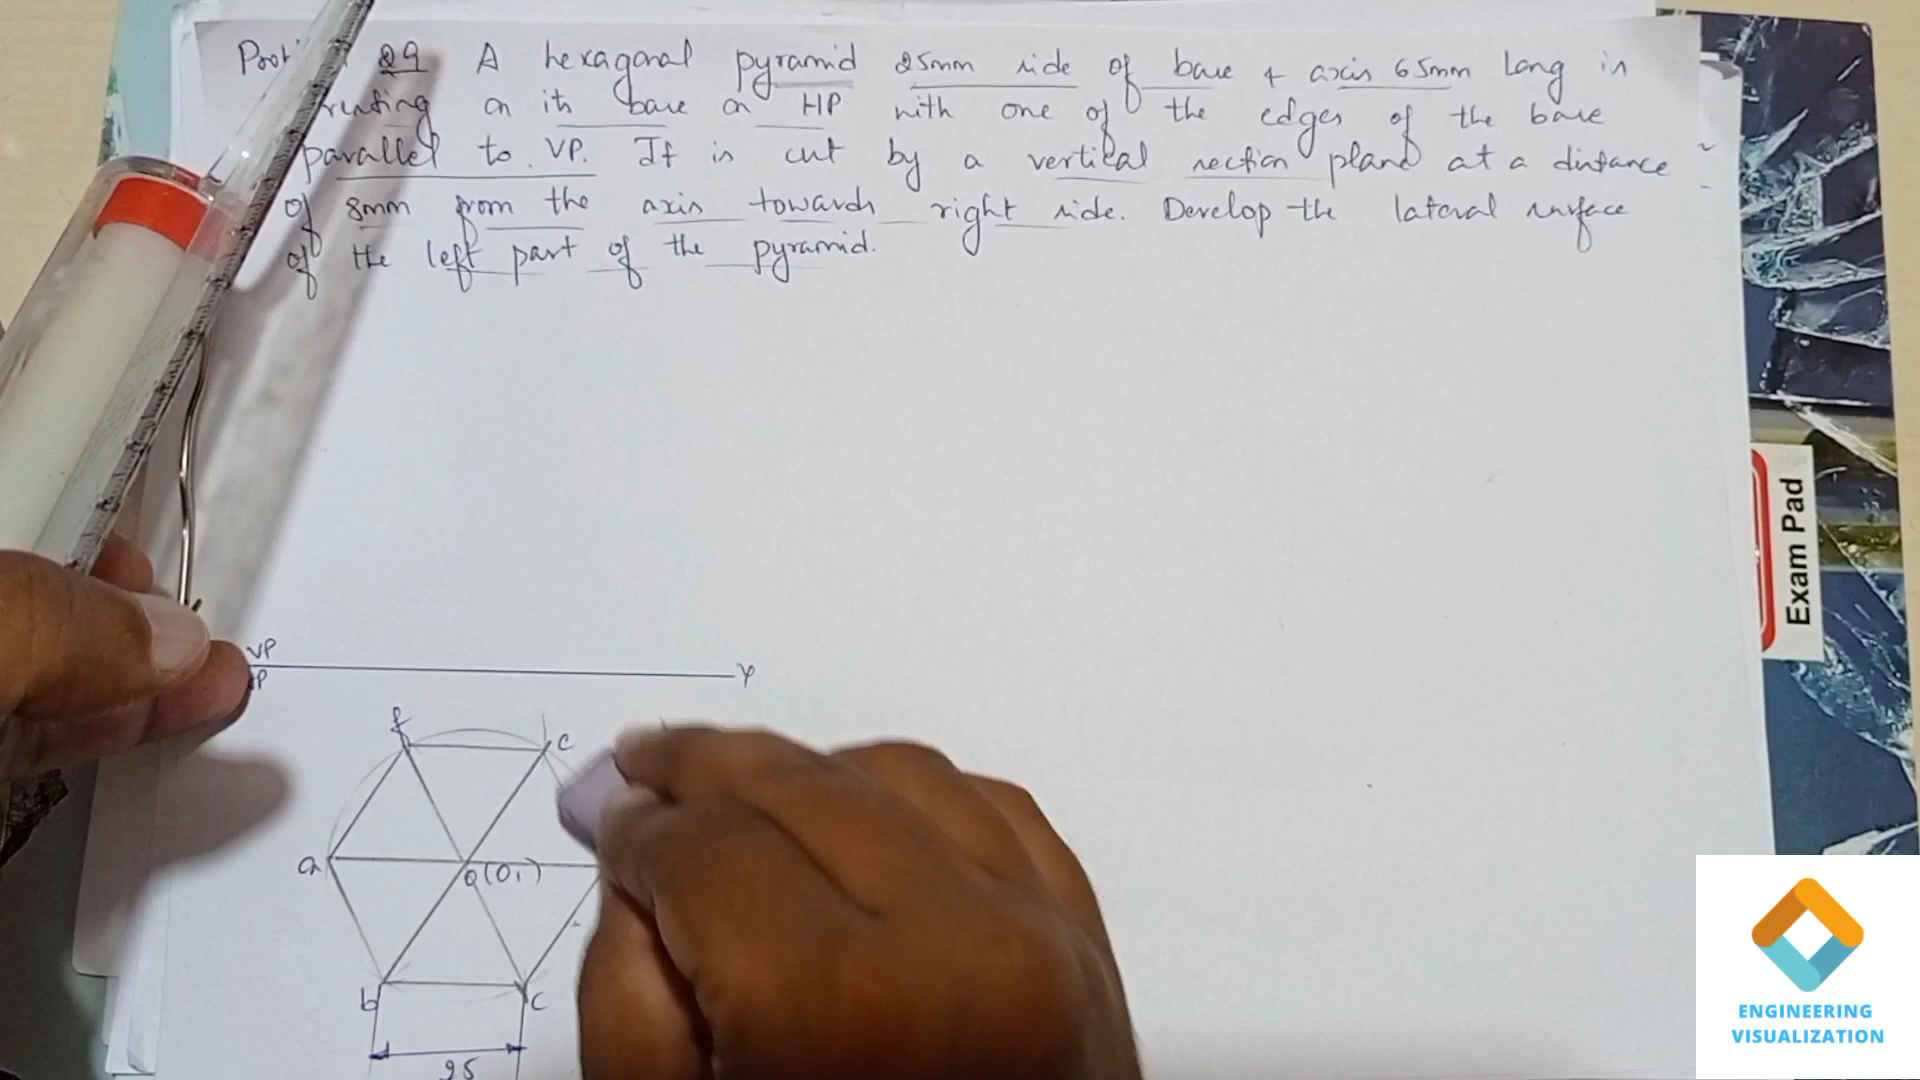 29 A hexagonal pyramid 25mm side of base & axis 65mm long is
resting on its base on HP with one of the edges of the base
parallel to VP. It is cut by a vertical section plane at a distance
of 8mm from the axis towards right side. Develop the lateral surface
of the left part of the pyramid.
VP
Y
f
e
a
o(o1)
b
c
25
Exam Pad
ENGINEERING
VISUALIZATION